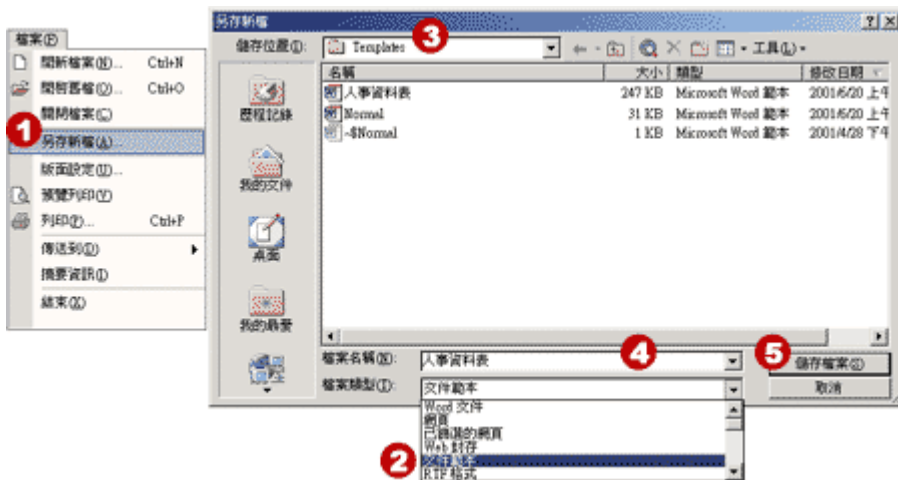 檔案(F)
開新檔案(N)... Ctrl+N
開啓舊檔(O)... Ctrl+O
關閉檔案(C)
1
另存新檔(A)...
版面設定(U)...
預覽列印(V)
列印(P)... Ctrl+P
傳送到(D)
摘要資訊(I)
結束(X)
另存新檔
儲存位置(I): Templates 3 工具(L)
名稱 大小 類型 修改日期
人事資料表 247 KB Microsoft Word 範本 2001/6/20 上午
Normal 31 KB Microsoft Word 範本 2001/6/20 上午
~$Normal 1 KB Microsoft Word 範本 2001/4/28 下午
歷程記錄
我的文件
桌面
我的最愛
檔案名稱(N): 人事資料表 4 5 儲存檔案(S)
檔案類型(T): 文件範本 取消
Word 文件
網頁
已篩選的網頁
Web 封存
2 文件範本
RTF 格式